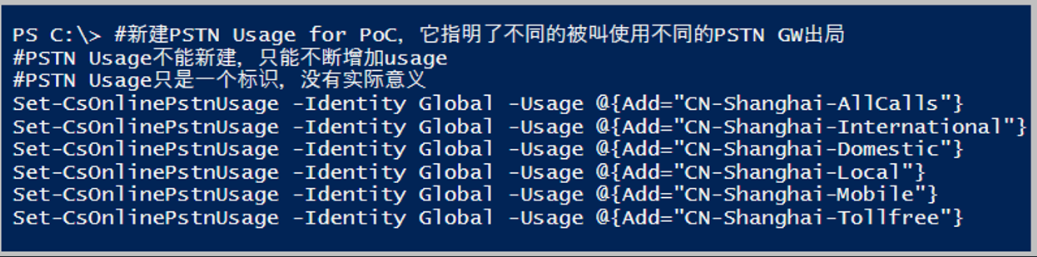 PS C:\> #新建PSTN Usage for PoC, 它指明了不同的被叫使用不同的PSTN GW出局
#PSTN Usage不能新建, 只能不断增加usage
#PSTN Usage只是一个标识, 没有实际意义
Set-CsOnlinePstnUsage -Identity Global -Usage @{Add="CN-Shanghai-AllCalls"}
Set-CsOnlinePstnUsage -Identity Global -Usage @{Add="CN-Shanghai-International"}
Set-CsOnlinePstnUsage -Identity Global -Usage @{Add="CN-Shanghai-Domestic"}
Set-CsOnlinePstnUsage -Identity Global -Usage @{Add="CN-Shanghai-Local"}
Set-CsOnlinePstnUsage -Identity Global -Usage @{Add="CN-Shanghai-Mobile"}
Set-CsOnlinePstnUsage -Identity Global -Usage @{Add="CN-Shanghai-Tollfree"}